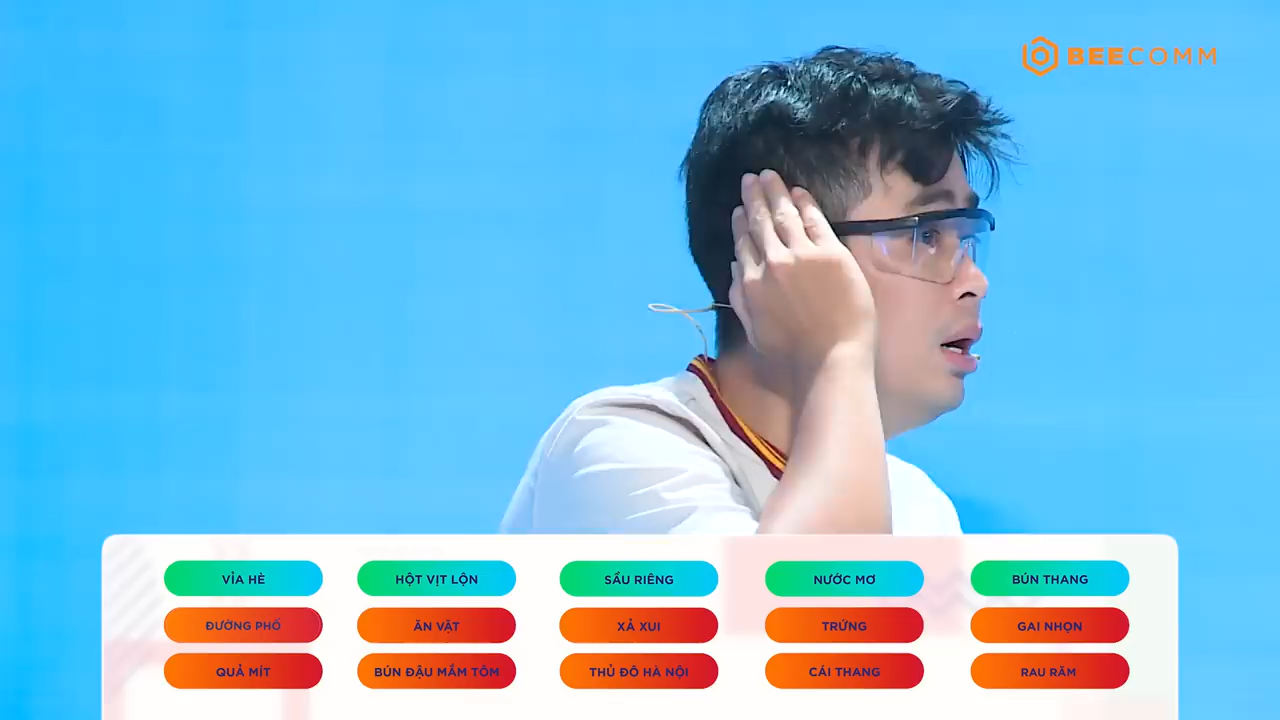 BEECOMM
VỈA HÈ
HỘT VỊT LỘN
SẦU RIÊNG
NƯỚC MƠ
BÚN THANG
ĐƯỜNG PHỐ
ĂN VẶT
XẢ XUI
TRỨNG
GAI NHỌN
QUẢ MÍT
BÚN ĐẬU MẮM TÔM
THỦ ĐÔ HÀ NỘI
CÁI THANG
RAU RĂM